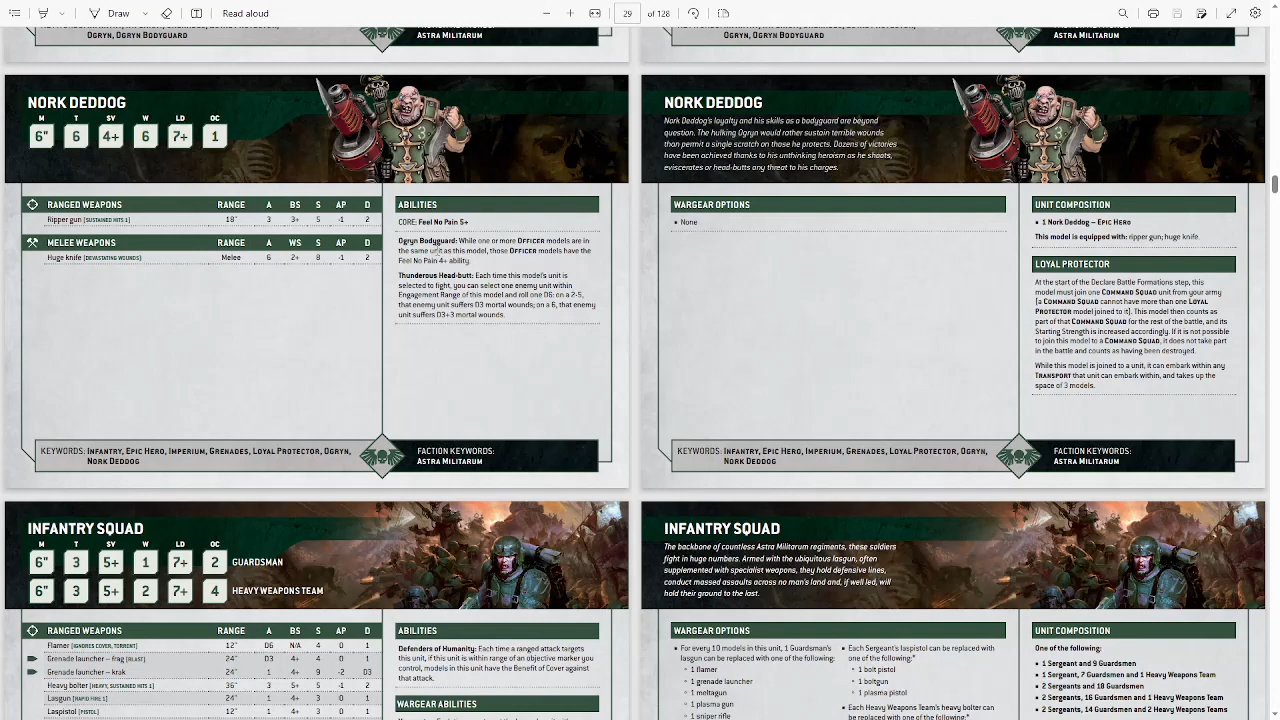 Draw
Read aloud
29 of 128
OGRYN, OGRYN BODYGUARD
ASTRA MILITARUM
OGRYN, OGRYN BODYGUARD
ASTRA MILITARUM
NORK DEDDOG
M T SV W LD OC
6" 6 4+ 6 7+ 1
RANGED WEAPONS RANGE A BS S AP D
Ripper gun [SUSTAINED HITS 1] 18" 3 3+ 5 -1 2
MELEE WEAPONS RANGE A WS S AP D
Huge knife [DEVASTATING WOUNDS] Melee 6 2+ 8 -1 2
ABILITIES
CORE: Feel No Pain 5+
Ogryn Bodyguard: While one or more OFFICER models are in
the same unit as this model, those OFFICER models have the
Feel No Pain 4+ ability.
Thunderous Head-butt: Each time this model's unit is
selected to fight, you can select one enemy unit within
Engagement Range of this model and roll one D6: on a 2-5,
that enemy unit suffers D3 mortal wounds; on a 6, that enemy
unit suffers D3+3 mortal wounds.
KEYWORDS: INFANTRY, EPIC HERO, IMPERIUM, GRENADES, LOYAL PROTECTOR, OGRYN,
NORK DEDDOG
FACTION KEYWORDS:
ASTRA MILITARUM
NORK DEDDOG
Nork Deddog's loyalty and his skills as a bodyguard are beyond
question. The hulking Ogryn would rather sustain terrible wounds
than permit a single scratch on those he protects. Dozens of victories
have been achieved thanks to his unthinking heroism as he shoots,
eviscerates or head-butts any threat to his charges.
WARGEAR OPTIONS
• None
UNIT COMPOSITION
• 1 Nork Deddog – EPIC HERO
This model is equipped with: ripper gun; huge knife.
LOYAL PROTECTOR
At the start of the Declare Battle Formations step, this
model must join one COMMAND SQUAD unit from your army
(a COMMAND SQUAD cannot have more than one LOYAL
PROTECTOR model joined to it). This model then counts as
part of that COMMAND SQUAD for the rest of the battle, and its
Starting Strength is increased accordingly. If it is not possible
to join this model to a COMMAND SQUAD, it does not take part
in the battle and counts as having been destroyed.
While this model is joined to a unit, it can embark within any
TRANSPORT that unit can embark within, and takes up the
space of 3 models.
KEYWORDS: INFANTRY, EPIC HERO, IMPERIUM, GRENADES, LOYAL PROTECTOR, OGRYN,
NORK DEDDOG
FACTION KEYWORDS:
ASTRA MILITARUM
INFANTRY SQUAD
M T SV W LD OC
6" 3 5+ 1 7+ 2 GUARDSMAN
6" 3 5+ 2 7+ 4 HEAVY WEAPONS TEAM
RANGED WEAPONS RANGE A BS S AP D
Flamer [IGNORES COVER, TORRENT] 12" D6 N/A 4 0 1
Grenade launcher – frag [BLAST] 24" D3 4+ 4 0 1
Grenade launcher – krak 24" 1 4+ 9 -2 D3
Heavy bolter [HEAVY, SUSTAINED HITS 1] 36" 3 5+ 5 -1 2
Lasgun [RAPID FIRE 1] 24" 1 4+ 3 0 1
Laspistol [PISTOL] 12" 1 4+ 3 0 1
ABILITIES
Defenders of Humanity: Each time a ranged attack targets
this unit, if this unit is within range of an objective marker you
control, models in this unit have the Benefit of Cover against
that attack.
WARGEAR ABILITIES
INFANTRY SQUAD
The backbone of countless Astra Militarum regiments, these soldiers
fight in huge numbers. Armed with the ubiquitous lasgun, often
supplemented with specialist weapons, they hold defensive lines,
conduct massed assaults across no man's land and, if well led, will
hold their ground to the last.
WARGEAR OPTIONS
• For every 10 models in this unit, 1 Guardsman's
lasgun can be replaced with one of the following:
◦ 1 flamer
◦ 1 grenade launcher
◦ 1 meltagun
◦ 1 plasma gun
◦ 1 sniper rifle
• Each Sergeant's laspistol can be replaced with
one of the following:*
◦ 1 bolt pistol
◦ 1 boltgun
◦ 1 plasma pistol
• Each Heavy Weapons Team's heavy bolter can
be replaced with one of the following:*
UNIT COMPOSITION
One of the following:
• 1 Sergeant and 9 Guardsmen
• 1 Sergeant, 7 Guardsmen and 1 Heavy Weapons Team
• 2 Sergeants and 18 Guardsmen
• 2 Sergeants, 16 Guardsmen and 1 Heavy Weapons Team
• 2 Sergeants, 14 Guardsmen and 2 Heavy Weapons Teams